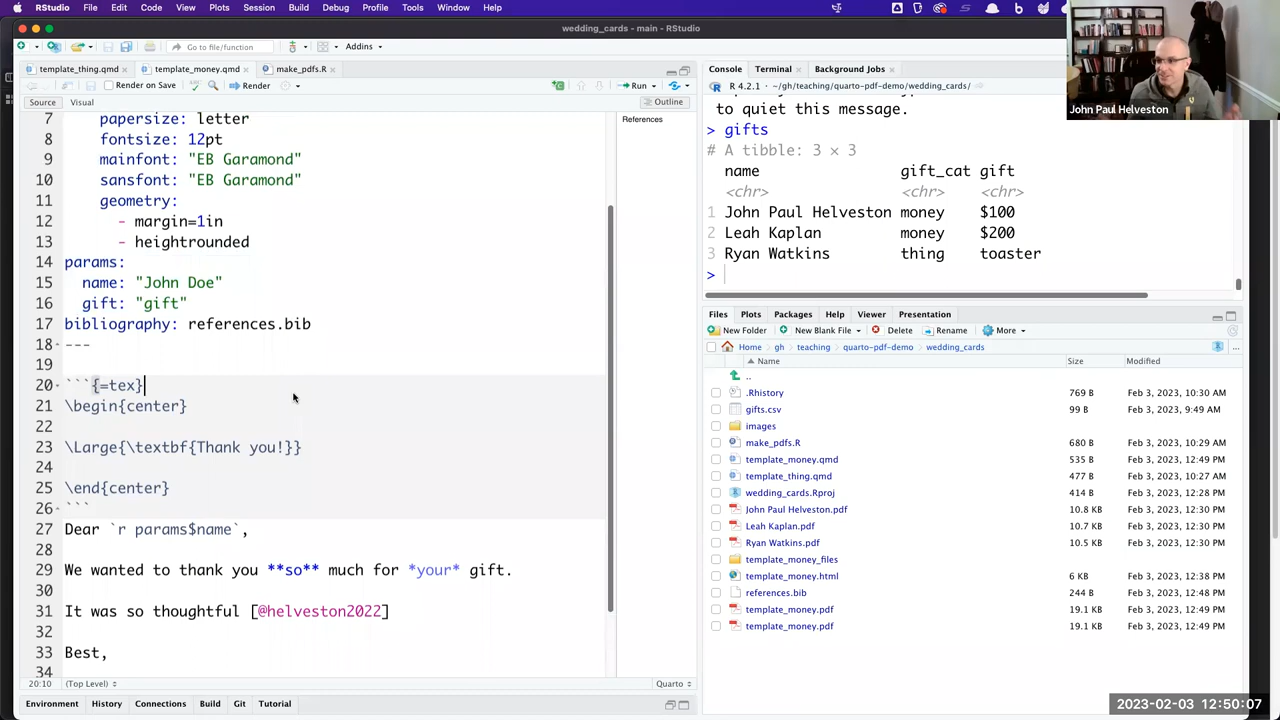 RStudio File Edit Code View Plots Session Build Debug Profile Tools Window Help
wedding_cards - main - RStudio
Go to file/function Addins
template_thing.qmd template_money.qmd make_pdfs.R
Render on Save Render Run
Source Visual Outline
7 papersize: letter
8 fontsize: 12pt
9 mainfont: "EB Garamond"
10 sansfont: "EB Garamond"
11 geometry:
12 - margin=1in
13 - heightrounded
14 params:
15 name: "John Doe"
16 gift: "gift"
17 bibliography: references.bib
18 ---
19
20 ```{=tex}
21 \begin{center}
22
23 \Large{\textbf{Thank you!}}
24
25 \end{center}
26 ```
27 Dear `r params$name`,
28
29 We wanted to thank you **so** much for *your* gift.
30
31 It was so thoughtful [@helveston2022]
32
33 Best,
34
References
20:10 (Top Level) Quarto
Environment History Connections Build Git Tutorial
Console Terminal Background Jobs
R 4.2.1 · ~/gh/teaching/quarto-pdf-demo/wedding_cards/
to quiet this message.
> gifts
# A tibble: 3 × 3
name gift_cat gift
<chr> <chr> <chr>
1 John Paul Helveston money $100
2 Leah Kaplan money $200
3 Ryan Watkins thing toaster
>
Files Plots Packages Help Viewer Presentation
New Folder New Blank File Delete Rename More
Home gh teaching quarto-pdf-demo wedding_cards ...
Name Size Modified
..
.Rhistory 769 B Feb 3, 2023, 10:30 AM
gifts.csv 99 B Feb 3, 2023, 9:49 AM
images
make_pdfs.R 680 B Feb 3, 2023, 10:29 AM
template_money.qmd 535 B Feb 3, 2023, 12:49 PM
template_thing.qmd 477 B Feb 3, 2023, 10:27 AM
wedding_cards.Rproj 414 B Feb 3, 2023, 12:28 PM
John Paul Helveston.pdf 10.8 KB Feb 3, 2023, 12:30 PM
Leah Kaplan.pdf 10.7 KB Feb 3, 2023, 12:30 PM
Ryan Watkins.pdf 10.5 KB Feb 3, 2023, 12:30 PM
template_money_files
template_money.html 6 KB Feb 3, 2023, 12:38 PM
references.bib 244 B Feb 3, 2023, 12:48 PM
template_money.pdf 19.1 KB Feb 3, 2023, 12:49 PM
template_money.pdf 19.1 KB Feb 3, 2023, 12:49 PM
John Paul Helveston
2023-02-03 12:50:07